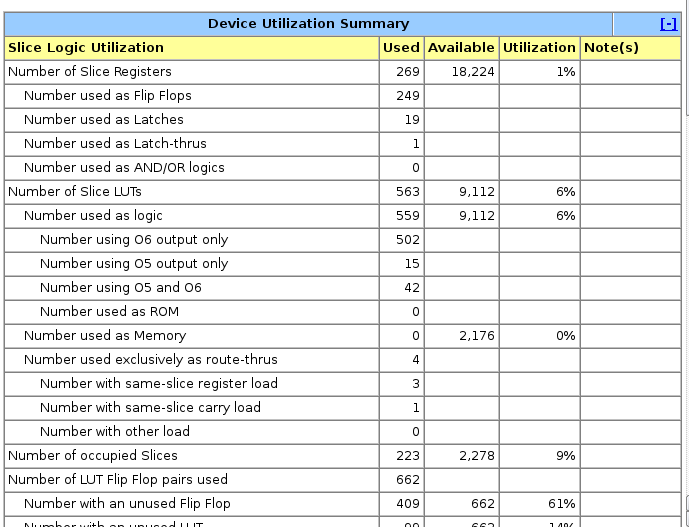 Device Utilization Summary [-]
Slice Logic Utilization Used Available Utilization Note(s)
Number of Slice Registers 269 18,224 1%
Number used as Flip Flops 249
Number used as Latches 19
Number used as Latch-thrus 1
Number used as AND/OR logics 0
Number of Slice LUTs 563 9,112 6%
Number used as logic 559 9,112 6%
Number using O6 output only 502
Number using O5 output only 15
Number using O5 and O6 42
Number used as ROM 0
Number used as Memory 0 2,176 0%
Number used exclusively as route-thrus 4
Number with same-slice register load 3
Number with same-slice carry load 1
Number with other load 0
Number of occupied Slices 223 2,278 9%
Number of LUT Flip Flop pairs used 662
Number with an unused Flip Flop 409 662 61%
Number with an unused LUT 99 662 14%